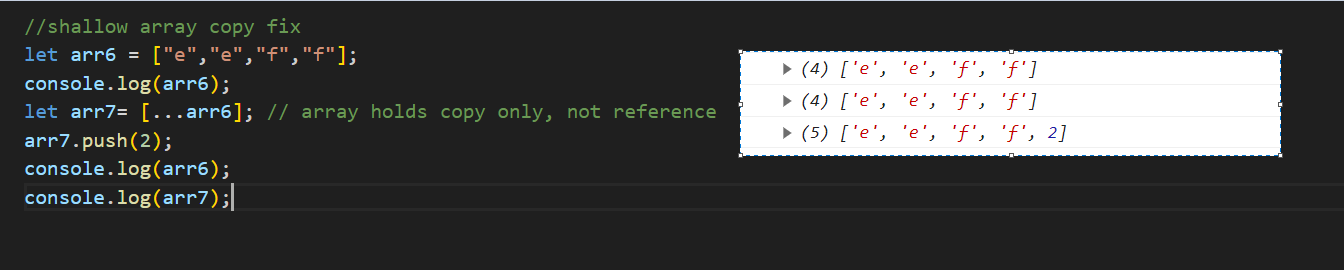 //shallow array copy fix
let arr6 = ["e","e","f","f"];
console.log(arr6);
let arr7= [...arr6]; // array holds copy only, not reference
arr7.push(2);
console.log(arr6);
console.log(arr7);
(4) ['e', 'e', 'f', 'f']
(4) ['e', 'e', 'f', 'f']
(5) ['e', 'e', 'f', 'f', 2]